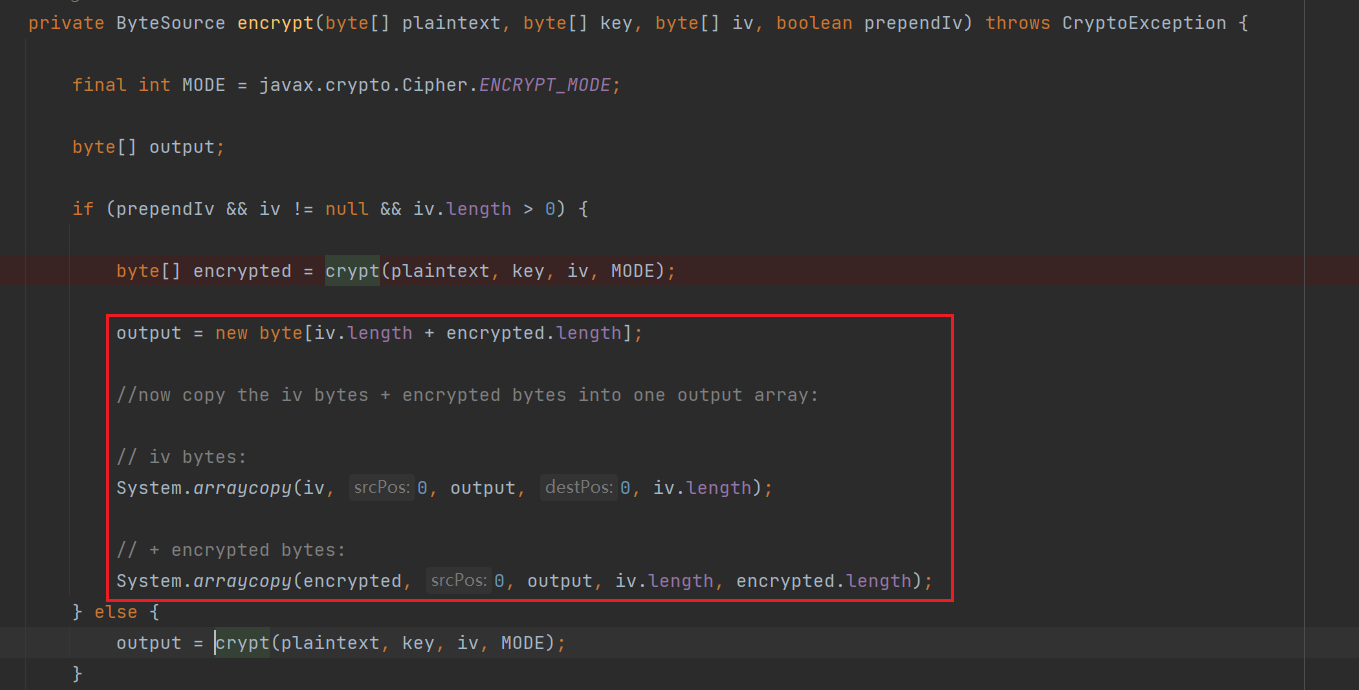 private ByteSource encrypt(byte[] plaintext, byte[] key, byte[] iv, boolean prependIv) throws CryptoException {
final int MODE = javax.crypto.Cipher.ENCRYPT_MODE;
byte[] output;
if (prependIv && iv != null && iv.length > 0) {
byte[] encrypted = crypt(plaintext, key, iv, MODE);
output = new byte[iv.length + encrypted.length];
//now copy the iv bytes + encrypted bytes into one output array:
// iv bytes:
System.arraycopy(iv, srcPos: 0, output, destPos: 0, iv.length);
// + encrypted bytes:
System.arraycopy(encrypted, srcPos: 0, output, iv.length, encrypted.length);
} else {
output = crypt(plaintext, key, iv, MODE);
}